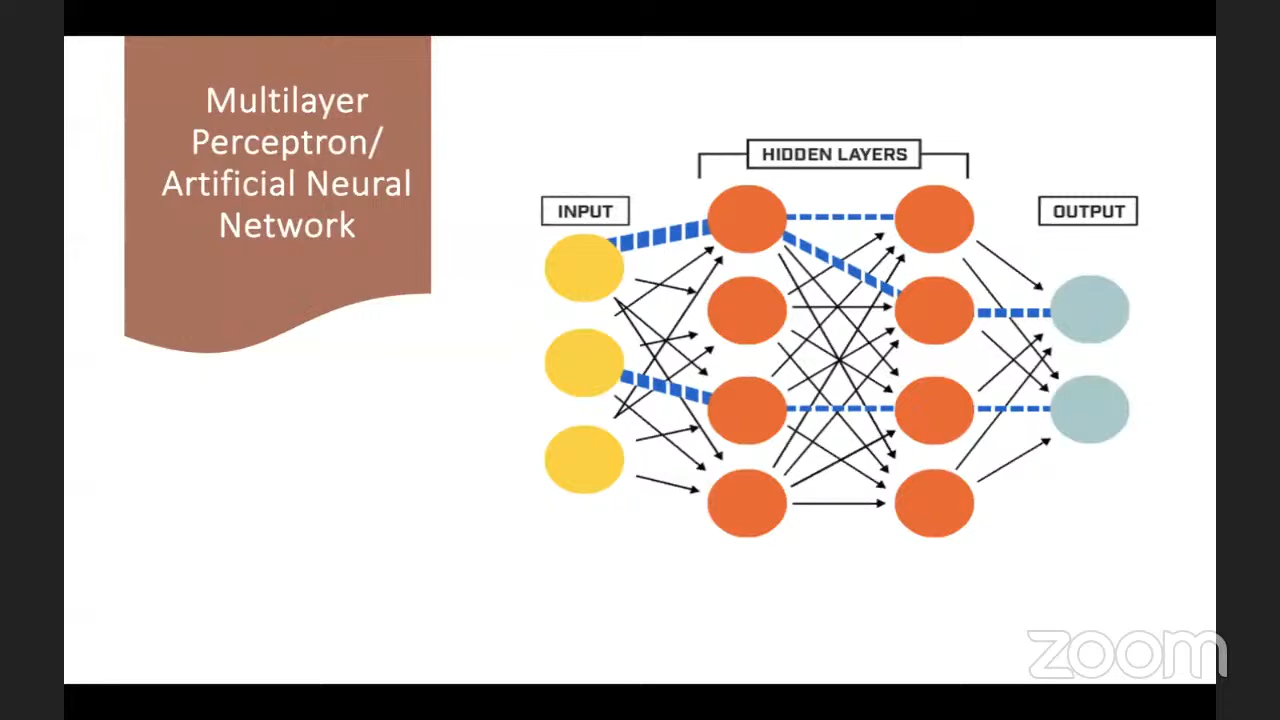 Multilayer
Perceptron/
Artificial Neural
Network
HIDDEN LAYERS
INPUT
OUTPUT
zoom